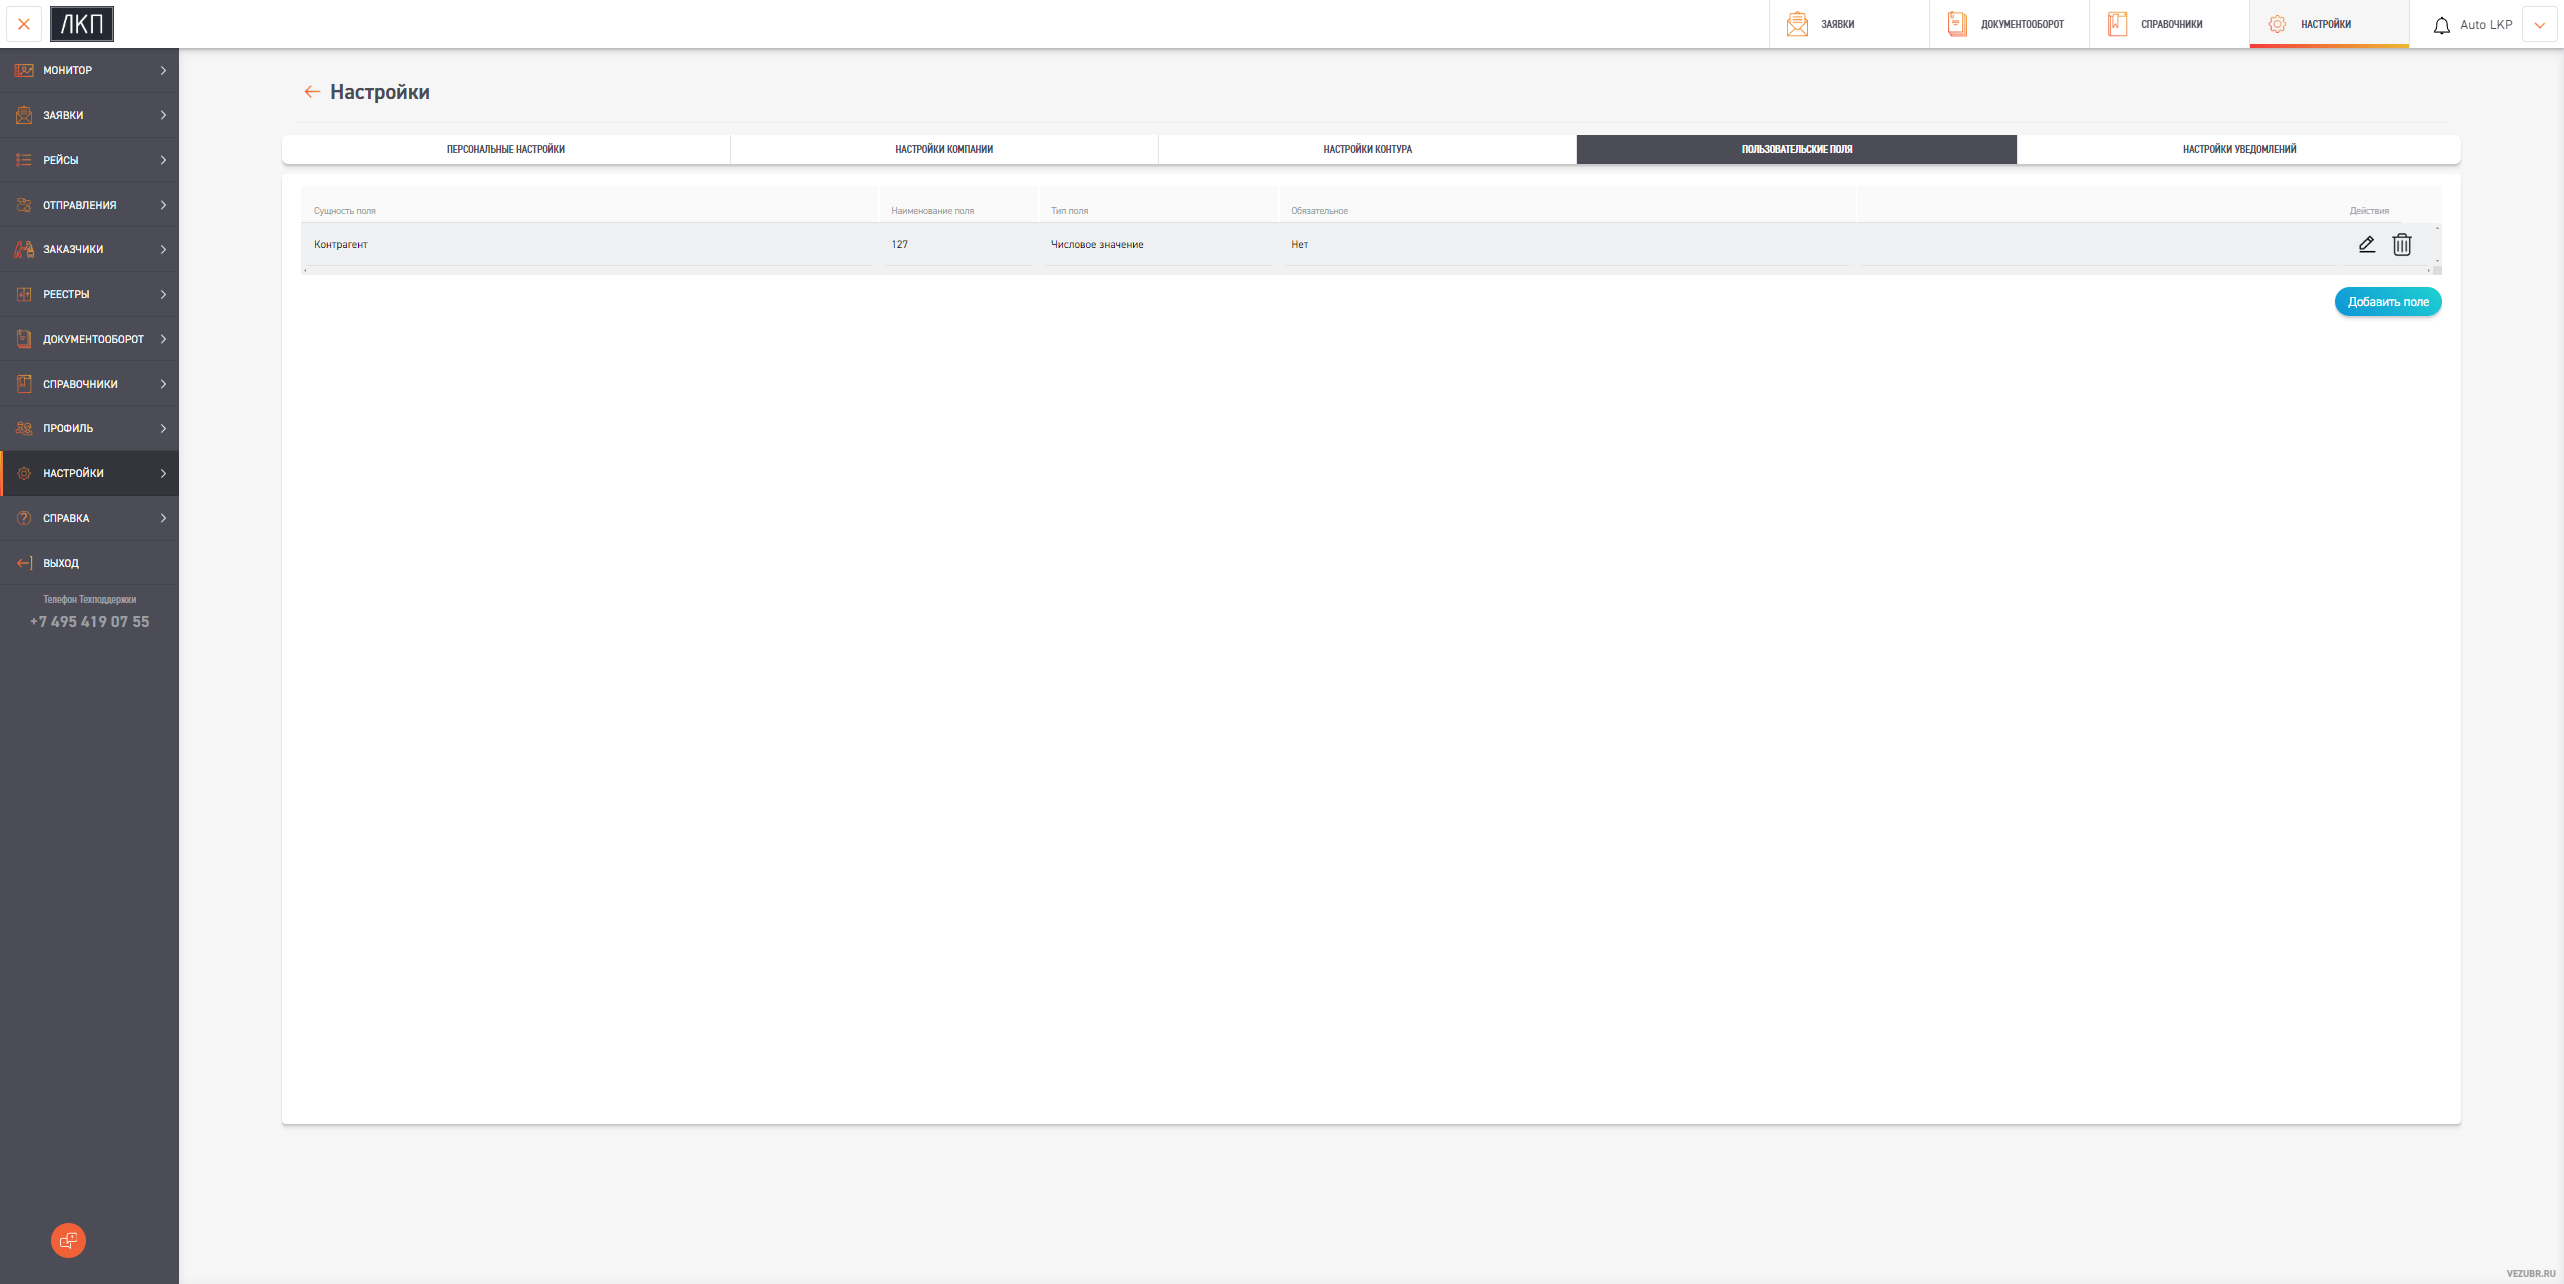 ЛКП
ЗАЯВКИ
ДОКУМЕНТООБОРОТ
СПРАВОЧНИКИ
НАСТРОЙКИ
Auto LKP
МОНИТОР
ЗАЯВКИ
РЕЙСЫ
ОТПРАВЛЕНИЯ
ЗАКАЗЧИКИ
РЕЕСТРЫ
ДОКУМЕНТООБОРОТ
СПРАВОЧНИКИ
ПРОФИЛЬ
НАСТРОЙКИ
СПРАВКА
ВЫХОД
Телефон Техподдержки
+7 495 419 07 55
Настройки
ПЕРСОНАЛЬНЫЕ НАСТРОЙКИ
НАСТРОЙКИ КОМПАНИИ
НАСТРОЙКИ КОНТУРА
ПОЛЬЗОВАТЕЛЬСКИЕ ПОЛЯ
НАСТРОЙКИ УВЕДОМЛЕНИЙ
Сущность поля
Наименование поля
Тип поля
Обязательное
Действия
Контрагент
127
Числовое значение
Нет
Добавить поле
VEZUBR.RU